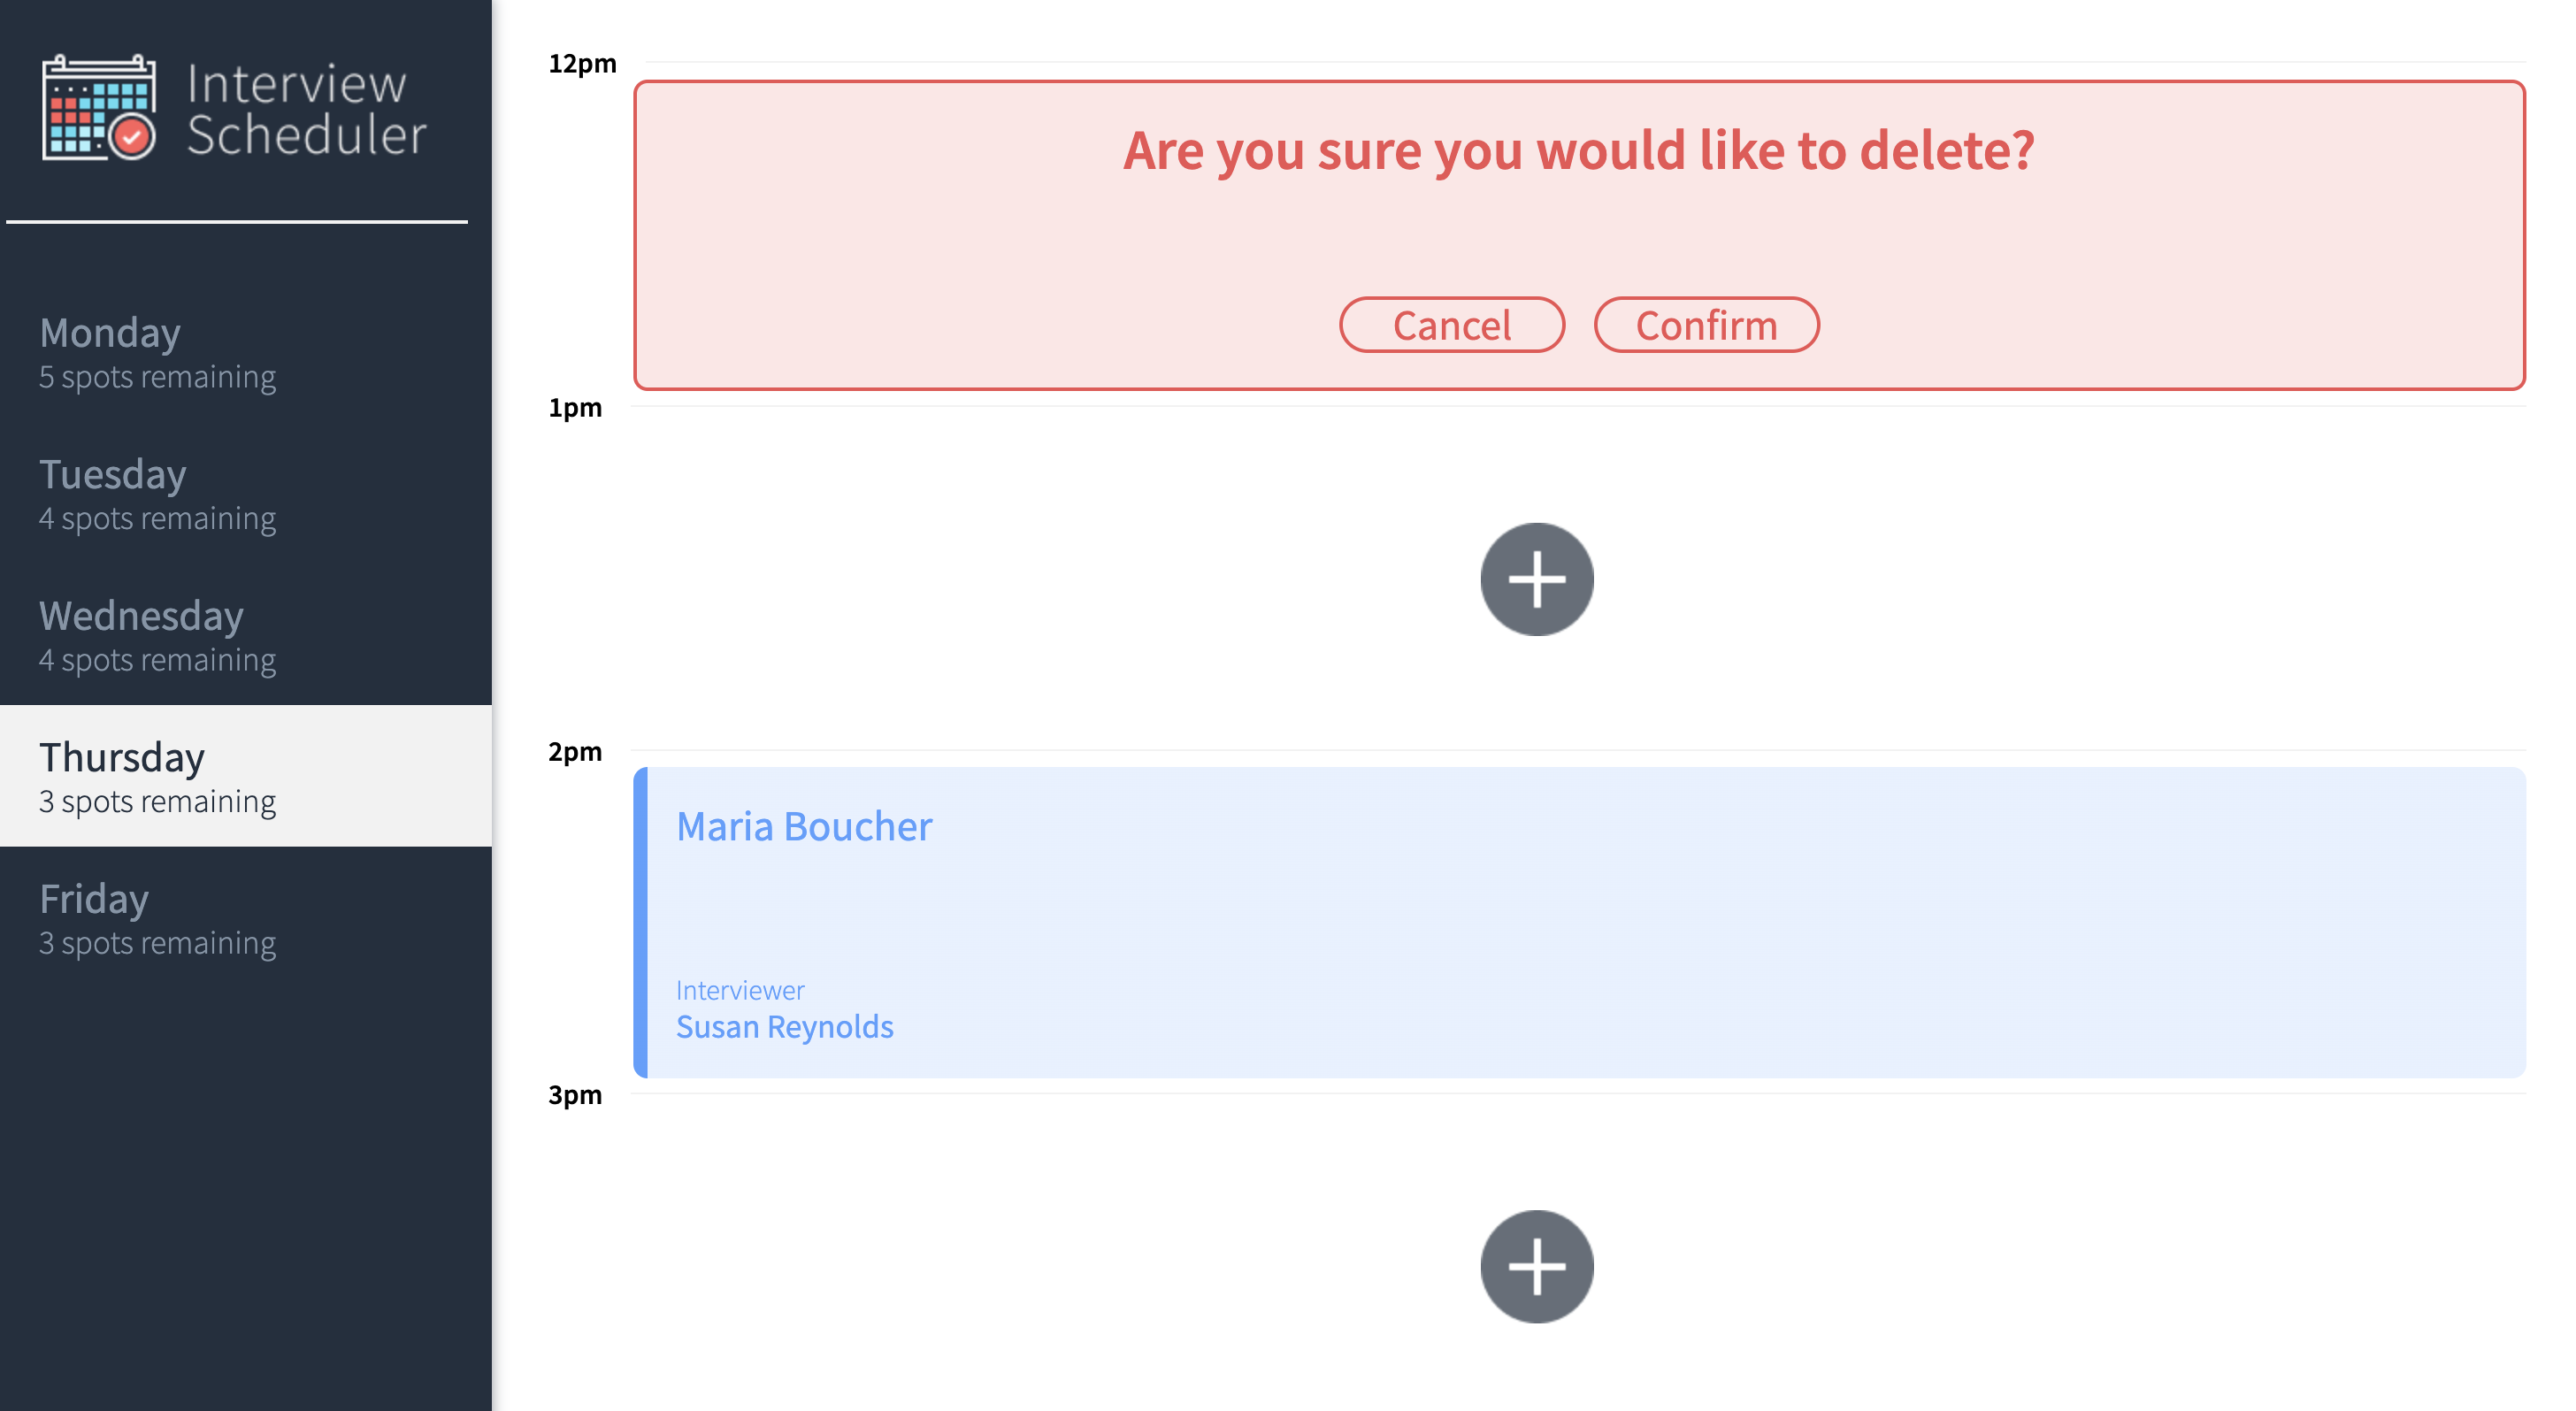 Interview
Scheduler
Monday
5 spots remaining
Tuesday
4 spots remaining
Wednesday
4 spots remaining
Thursday
3 spots remaining
Friday
3 spots remaining
12pm
Are you sure you would like to delete?
Cancel Confirm
1pm
2pm
Maria Boucher
Interviewer
Susan Reynolds
3pm